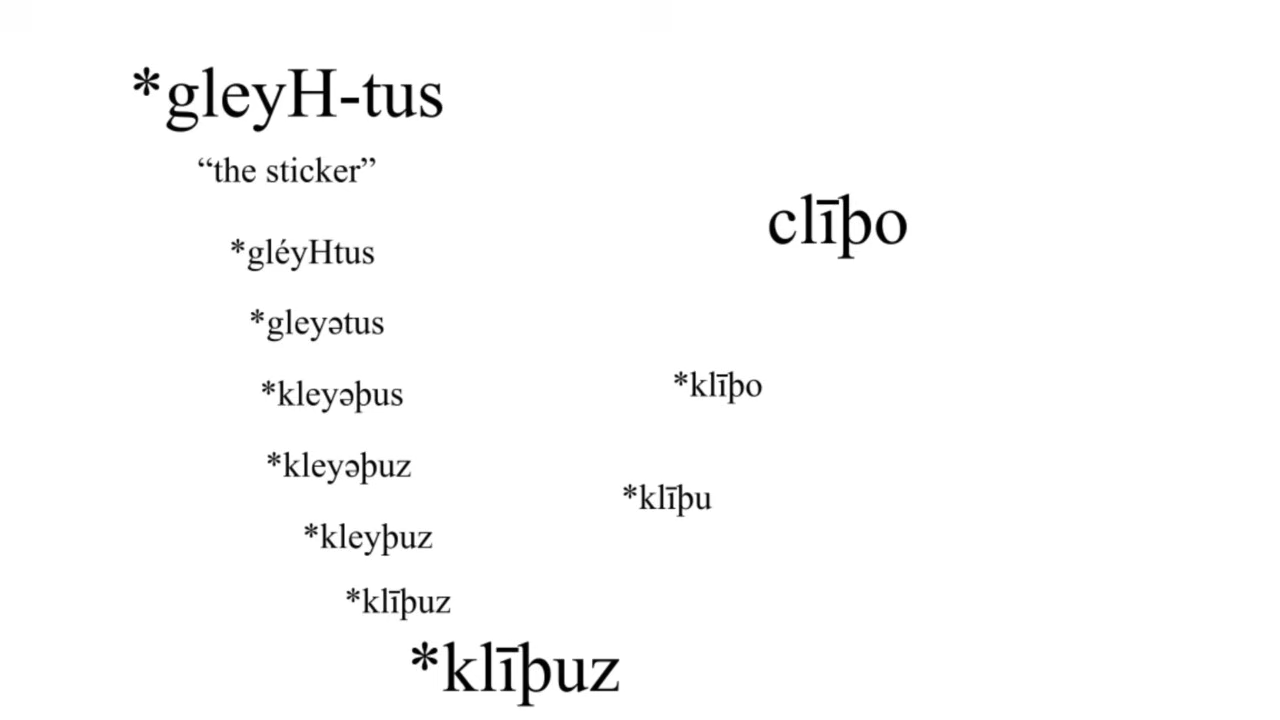 *gleyH-tus
“the sticker”
*gléyHtus
*gleyətus
*kleyəþus
*kleyəþuz
*kleyþuz
*klīþuz
*klīþuz
*klīþu
*klīþo
clīþo